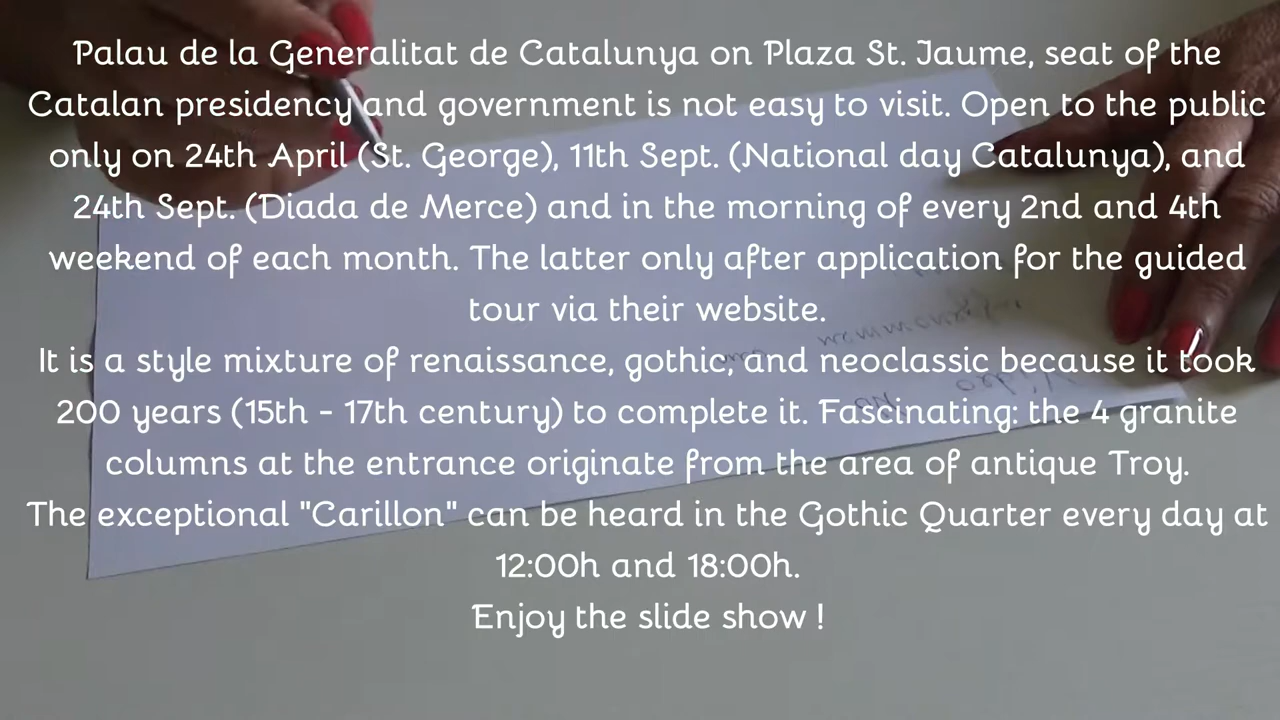 Palau de la Generalitat de Catalunya on Plaza St. Jaume, seat of the
Catalan presidency and government is not easy to visit. Open to the public
only on 24th April (St. George), 11th Sept. (National day Catalunya), and
24th Sept. (Diada de Merce) and in the morning of every 2nd and 4th
weekend of each month. The latter only after application for the guided
tour via their website.
It is a style mixture of renaissance, gothic, and neoclassic because it took
200 years (15th - 17th century) to complete it. Fascinating: the 4 granite
columns at the entrance originate from the area of antique Troy.
The exceptional "Carillon" can be heard in the Gothic Quarter every day at
12:00h and 18:00h.
Enjoy the slide show !